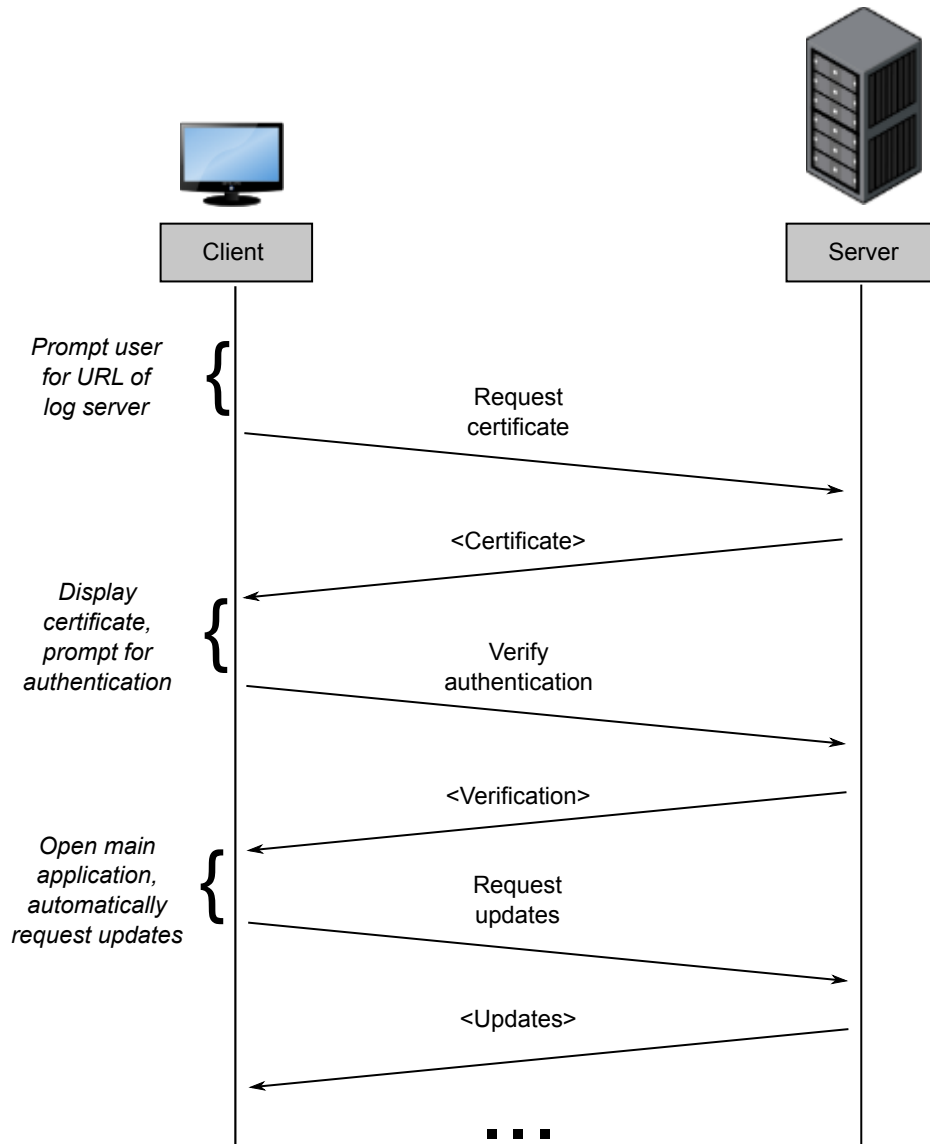 Client
Server
Prompt user
for URL of
log server
Request
certificate
<Certificate>
Display
certificate,
prompt for
authentication
Verify
authentication
<Verification>
Open main
application,
automatically
request updates
Request
updates
<Updates>
...